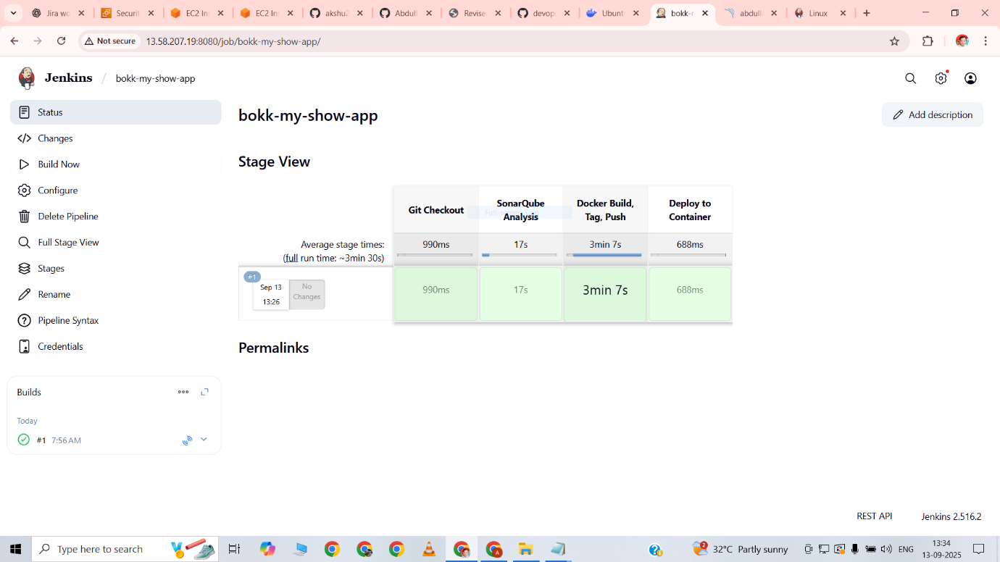 Jira wo
Securit
EC2 In
EC2 In
akshu2
Abdull
Revise
devop
Ubunt
bokk-r
abdull
Linux
Not secure
13.58.207.19:8080/job/bokk-my-show-app/
Jenkins / bokk-my-show-app
Status
Changes
Build Now
Configure
Delete Pipeline
Full Stage View
Stages
Rename
Pipeline Syntax
Credentials
Builds
Today
#1 7:56 AM
bokk-my-show-app
Add description
Stage View
Git Checkout
SonarQube
Analysis
Docker Build,
Tag, Push
Deploy to
Container
Average stage times:
(full run time: ~3min 30s)
990ms
17s
3min 7s
688ms
#1
Sep 13
13:26
No
Changes
990ms
17s
3min 7s
688ms
Permalinks
REST API
Jenkins 2.516.2
Type here to search
2
32°C Partly sunny
ENG
13:34
13-09-2025